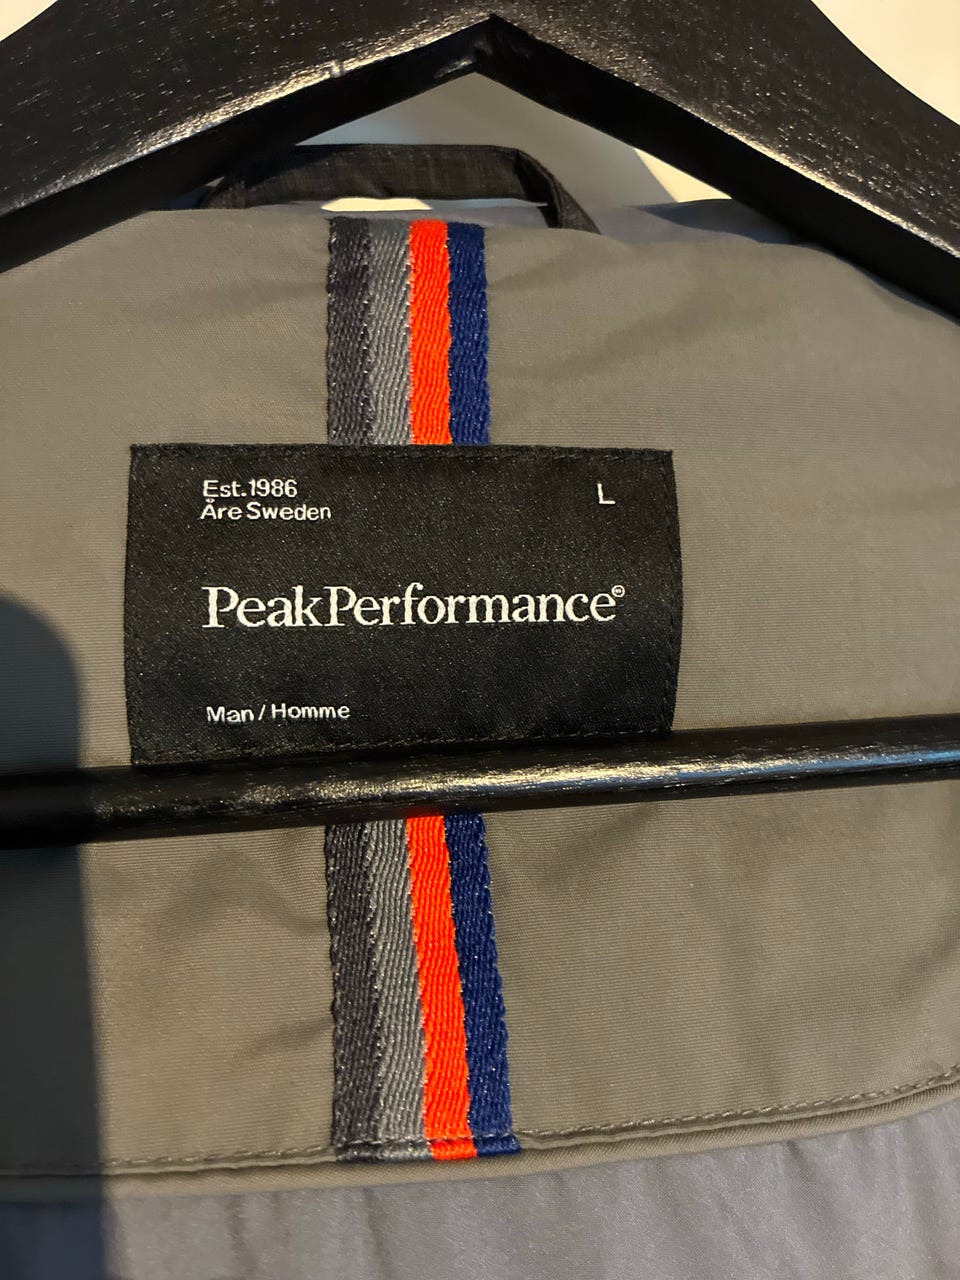 Est.1986
Åre Sweden
L
PeakPerformance®
Man / Homme